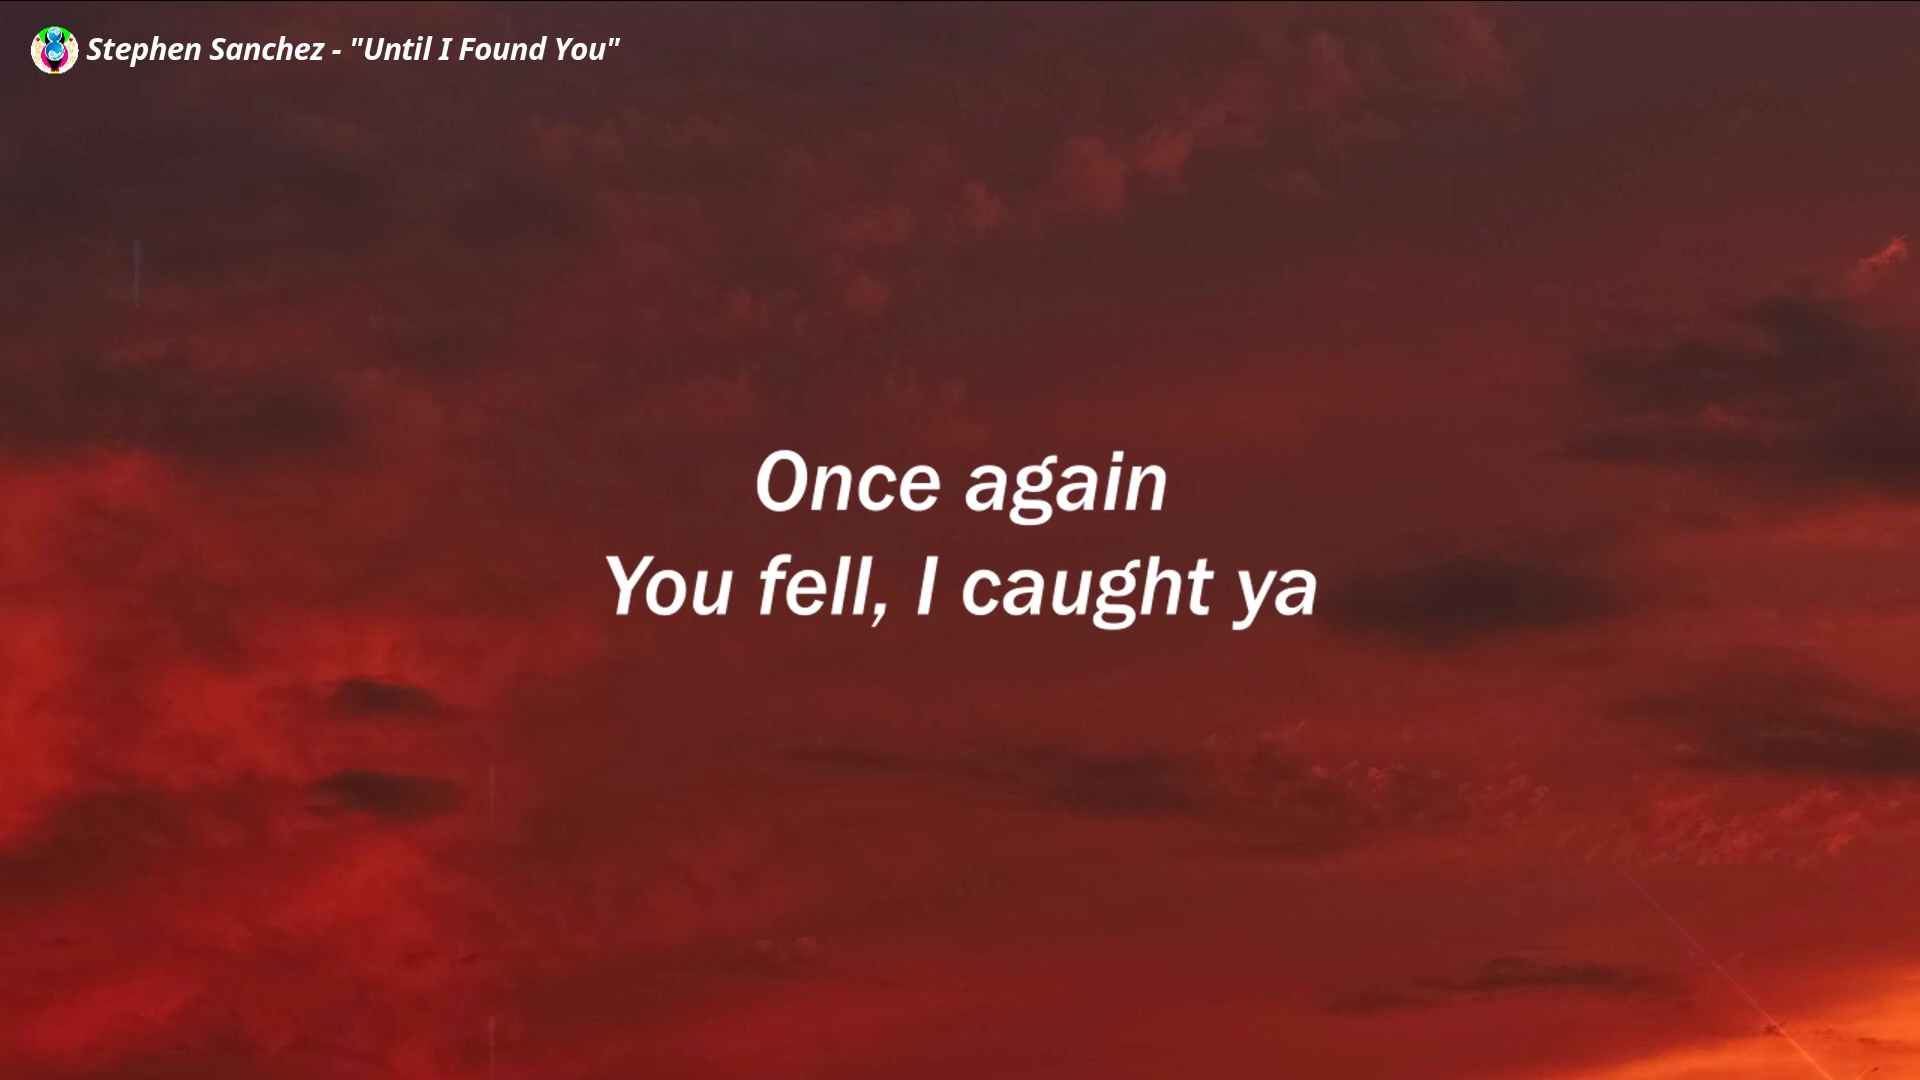 Stephen Sanchez - "Until I Found You"
Once again
You fell, I caught ya